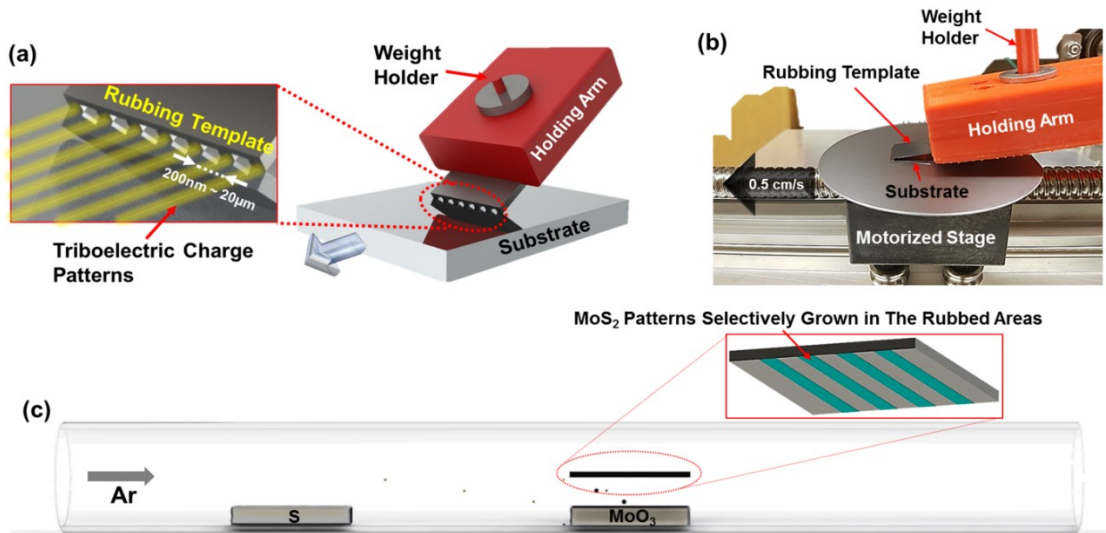 (a)
Weight
Holder
Rubbing Template
200nm ~ 20μm
Triboelectric Charge
Patterns
Holding Arm
Substrate
(b)
Weight
Holder
Rubbing Template
Holding Arm
0.5 cm/s
Substrate
Motorized Stage
MoS₂ Patterns Selectively Grown in The Rubbed Areas
(c)
Ar
S
MoO₃